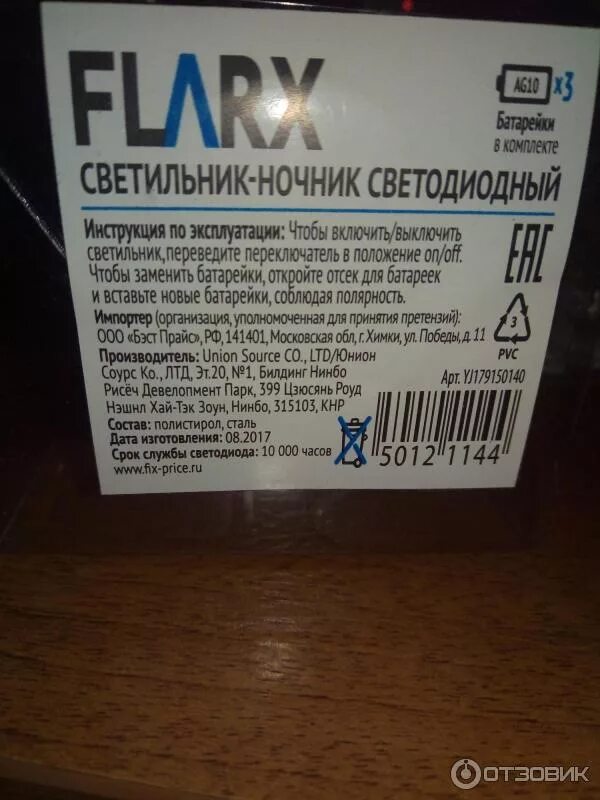 FLARX
AG10 x3
Батарейки
в комплекте
СВЕТИЛЬНИК-НОЧНИК СВЕТОДИОДНЫЙ
Инструкция по эксплуатации: Чтобы включить/выключить
светильник,переведите переключатель в положение on/off.
Чтобы заменить батарейки, откройте отсек для батареек
и вставьте новые батарейки, соблюдая полярность.
EAC
Импортер (организация, уполномоченная для принятия претензий):
ООО «Бэст Прайс», РФ, 141401, Московская обл, г. Химки, ул. Победы, д. 11
3
PVC
Производитель: Union Source CO., LTD/Юнион
Соурс Ко., ЛТД, Эт.20, №1, Билдинг Нинбо
Рисёч Девелопмент Парк, 399 Цзюсянь Роуд
Нэшнл Хай-Тэк Зоун, Нинбо, 315103, КНР
Арт. YJ179150140
Состав: полистирол, сталь
Дата изготовления: 08.2017
Срок службы светодиода: 10 000 часов
www.fix-price.ru
5012 1144
ОТЗОВИК